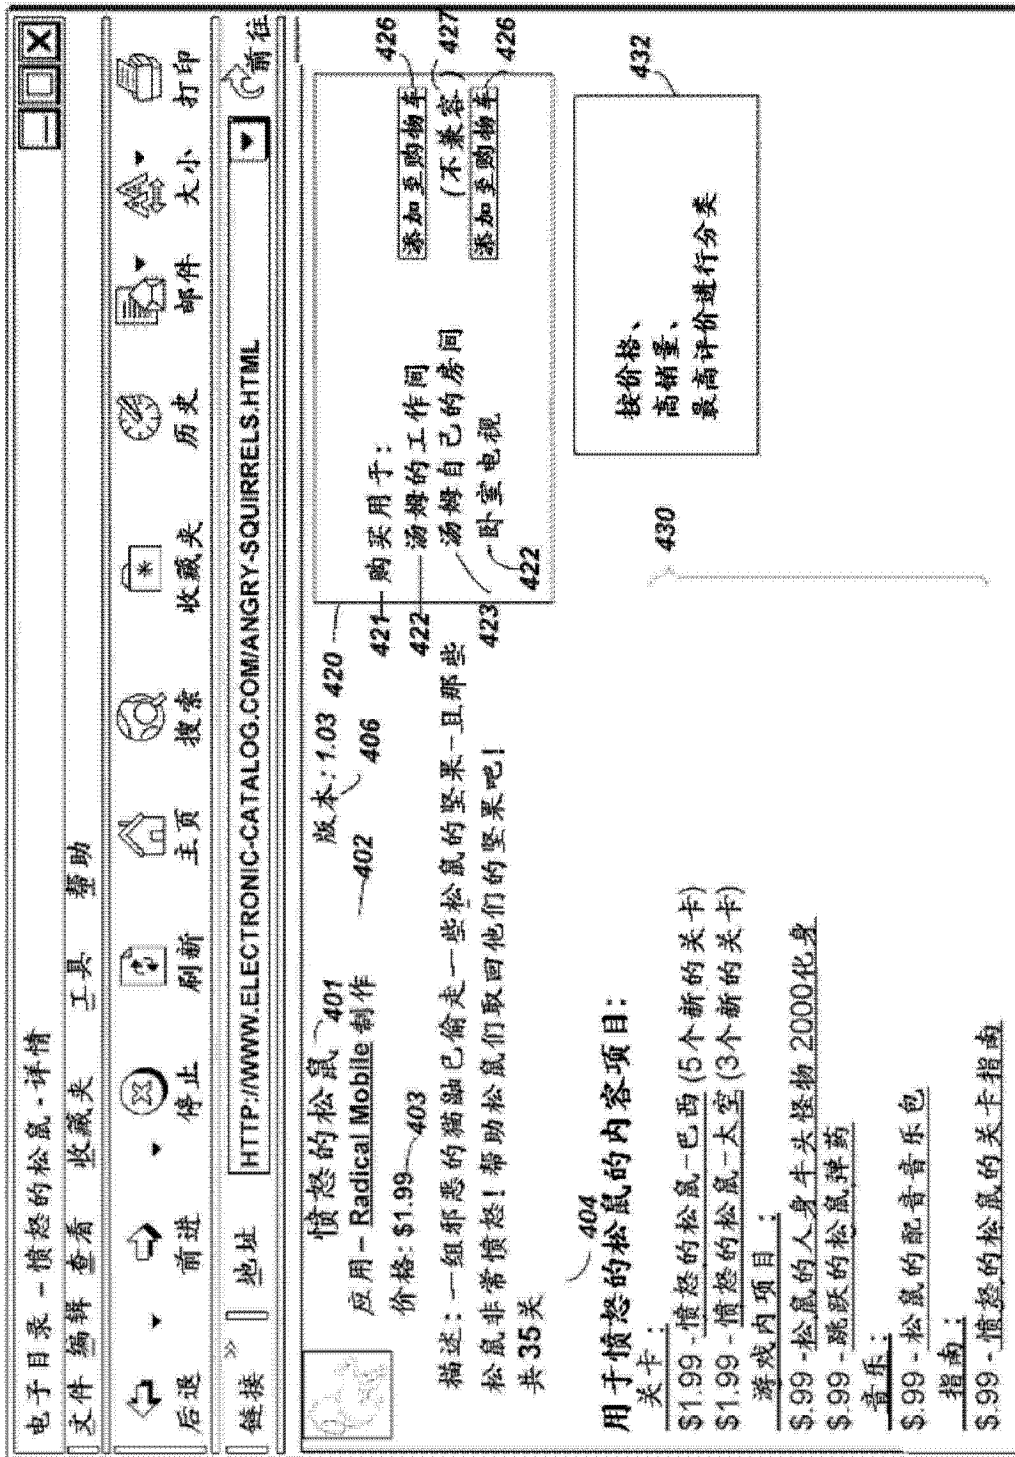 电子目录 - 愤怒的松鼠 - 详情
文件 编辑 查看 收藏夹 工具 帮助
后退 前进 停止 刷新 主页 搜索 收藏夹 历史 邮件 大小 打印
链接 » 地址 HTTP://WWW.ELECTRONIC-CATALOG.COM/ANGRY-SQUIRRELS.HTML 前往
愤怒的松鼠 401
版本: 1.03
406
应用 – Radical Mobile 制作 402
价格: $1.99 403
描述: 一组邪恶的猫鼬已偷走一些松鼠的坚果-且那些
松鼠非常愤怒! 帮助松鼠们取回他们的坚果吧!
共35关
420
421 购买用于:
422 汤姆的工作间 添加至购物车 426
423 汤姆自己的房间 (不兼容) 427
422 卧室电视 添加至购物车 426
404
用于愤怒的松鼠的内容项目:
关卡:
$1.99 - 愤怒的松鼠-巴西 (5个新的关卡)
$1.99 - 愤怒的松鼠-太空 (3个新的关卡)
游戏内项目:
$.99 - 松鼠的人身牛头怪物 2000化身
$.99 - 跳跃的松鼠弹药
音乐:
$.99 - 松鼠的配音音乐包
指南:
$.99 - 愤怒的松鼠的关卡指南
430
432
按价格、
高销量、
最高评价进行分类